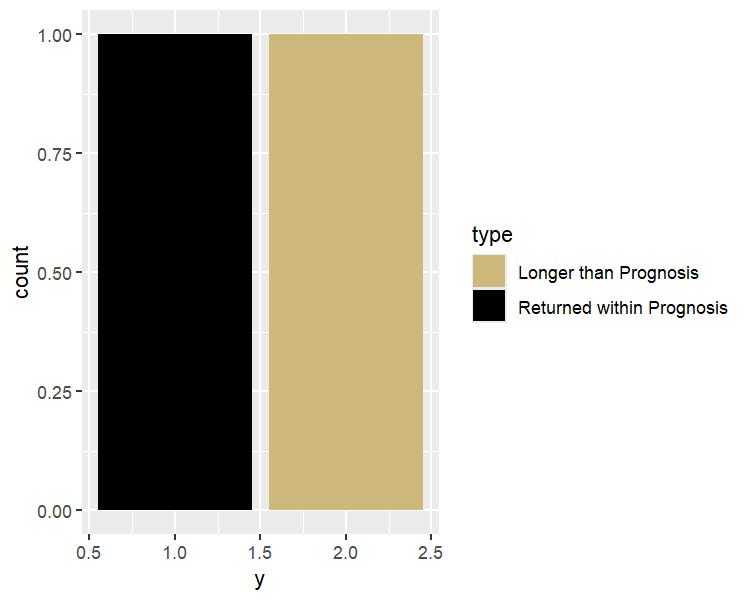 1.00
0.75
0.50
0.25
0.00
count
0.5 1.0 1.5 2.0 2.5
y
type
Longer than Prognosis
Returned within Prognosis